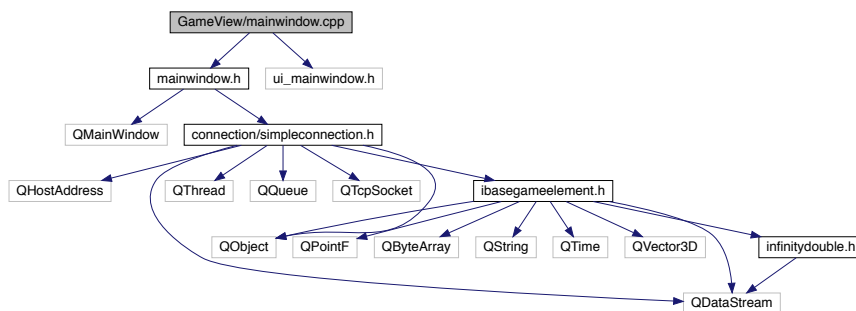 GameView/mainwindow.cpp
mainwindow.h
ui_mainwindow.h
QMainWindow
connection/simpleconnection.h
QHostAddress
QThread
QQueue
QTcpSocket
ibasegameelement.h
QObject
QPointF
QByteArray
QString
QTime
QVector3D
infinitydouble.h
QDataStream